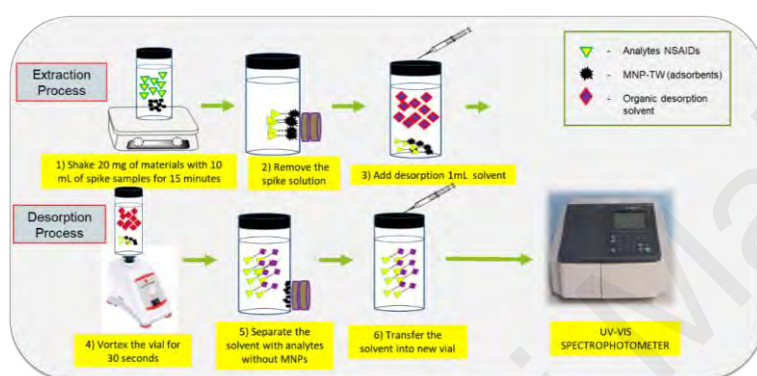 Extraction
Process
Analytes NSAIDs
MNP-TW (adsorbents)
Organic desorption
solvent
1) Shake 20 mg of materials with 10
mL of spike samples for 15 minutes
2) Remove the
spike solution
3) Add desorption 1mL solvent
Desorption
Process
4) Vortex the vial for
30 seconds
5) Separate the
solvent with analytes
without MNPs
6) Transfer the
solvent into new vial
UV-VIS
SPECTROPHOTOMETER